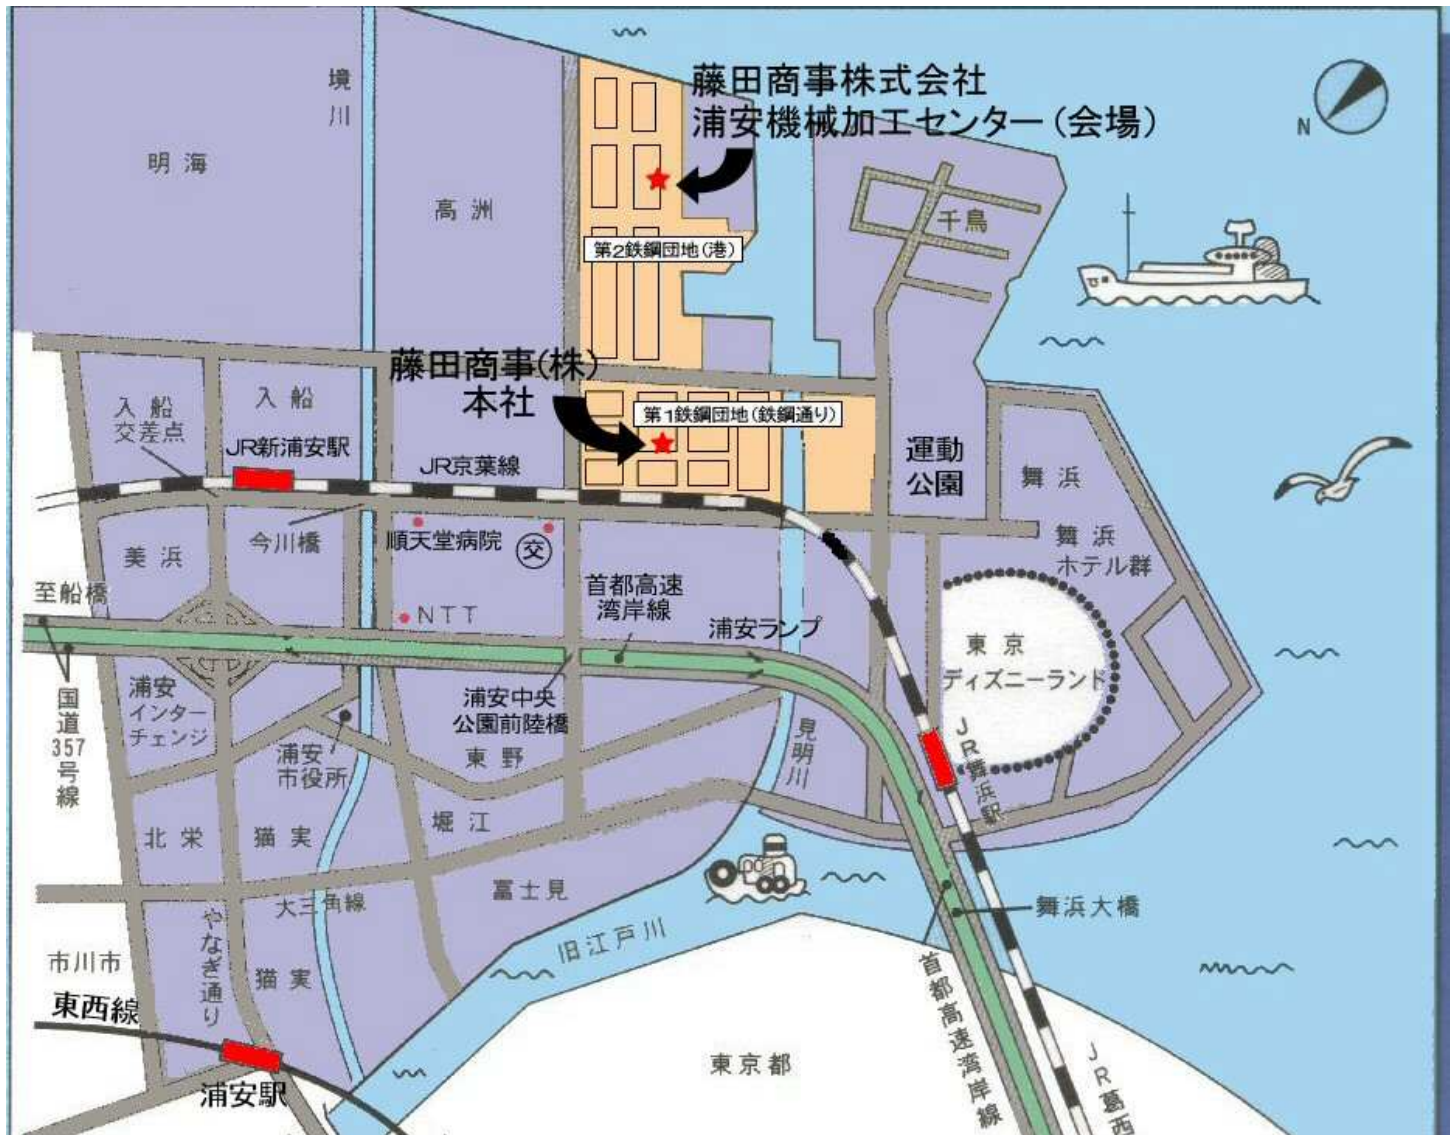 藤田商事株式会社
浦安機械加工センター（会場）
N
境川
明海
高洲
千鳥
第2鉄鋼団地（港）
藤田商事(株)
本社
第1鉄鋼団地（鉄鋼通り）
入船
交差点
入船
JR新浦安駅
JR京葉線
運動
公園
舞浜
舞浜
ホテル群
美浜
今川橋
順天堂病院
交
至船橋
NTT
首都高速
湾岸線
浦安ランプ
東京
ディズニーランド
国道357号線
浦安
インター
チェンジ
浦安
市役所
浦安中央
公園前陸橋
東野
見明川
JR舞浜駅
北栄
猫実
堀江
富士見
大三角線
やなぎ通り
舞浜大橋
旧江戸川
市川市
猫実
東西線
首都高速湾岸線
東京都
浦安駅
JR葛西